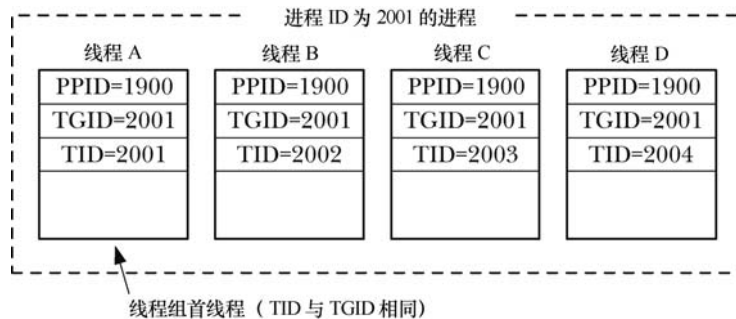 进程 ID 为 2001 的进程
线程 A 线程 B 线程 C 线程 D
PPID=1900 PPID=1900 PPID=1900 PPID=1900
TGID=2001 TGID=2001 TGID=2001 TGID=2001
TID=2001 TID=2002 TID=2003 TID=2004
线程组首线程（TID 与 TGID 相同）